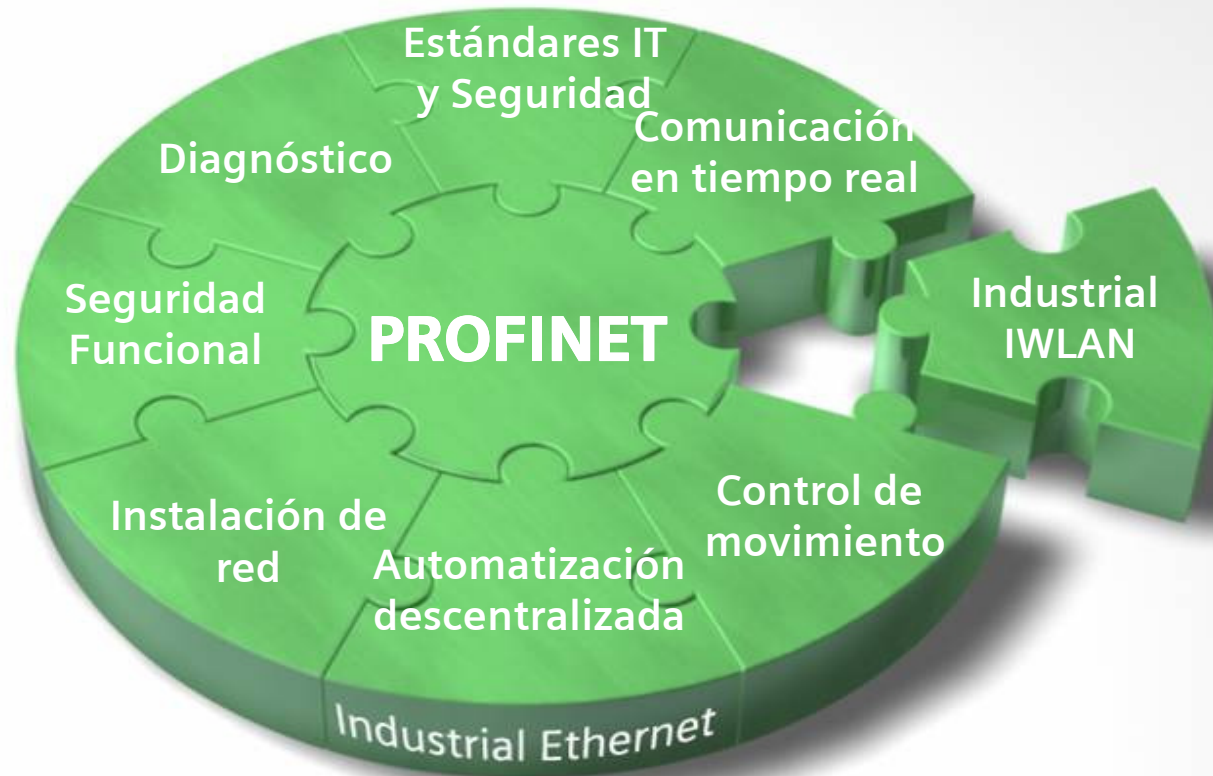 Estándares IT
y Seguridad
Comunicación
en tiempo real
Diagnóstico
Industrial
IWLAN
Seguridad
Funcional
PROFINET
Control de
movimiento
Instalación de
red
Automatización
descentralizada
Industrial Ethernet